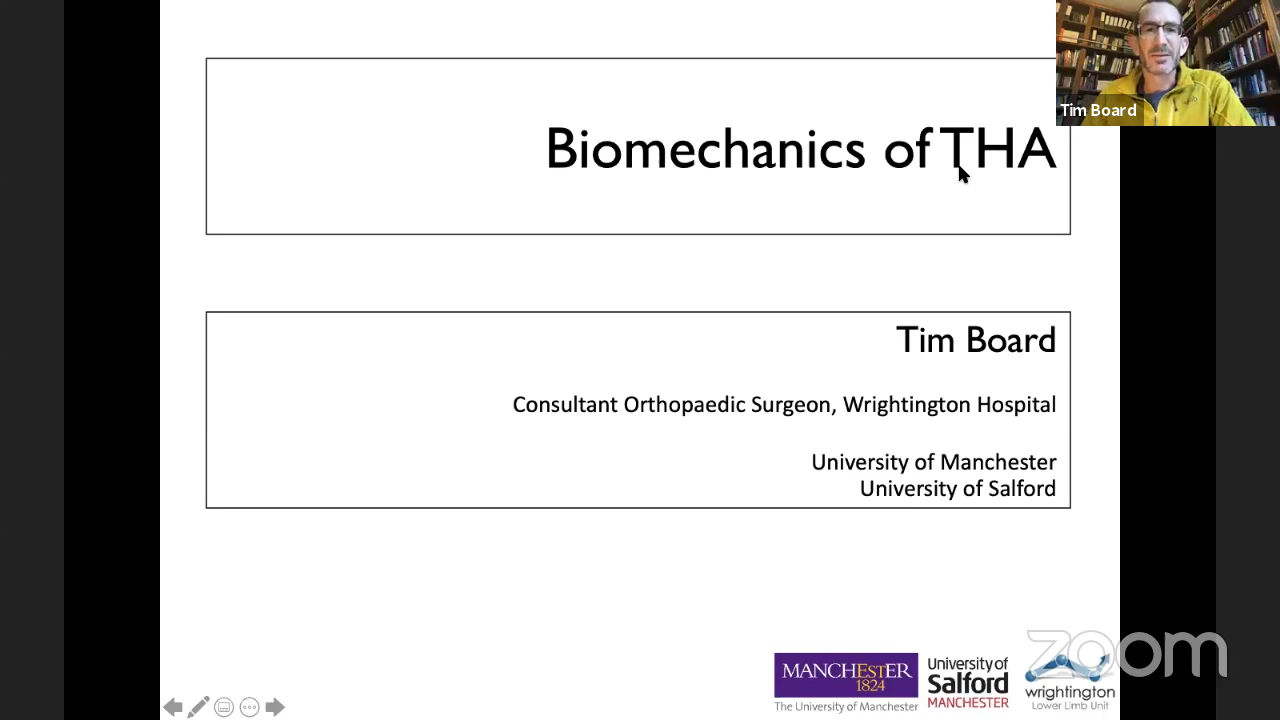 Biomechanics of THA
Tim Board
Tim Board
Consultant Orthopaedic Surgeon, Wrightington Hospital
University of Manchester
University of Salford
MANCHESTER
1824
The University of Manchester
University of
Salford
MANCHESTER
wrightington
Lower Limb Unit
zoom